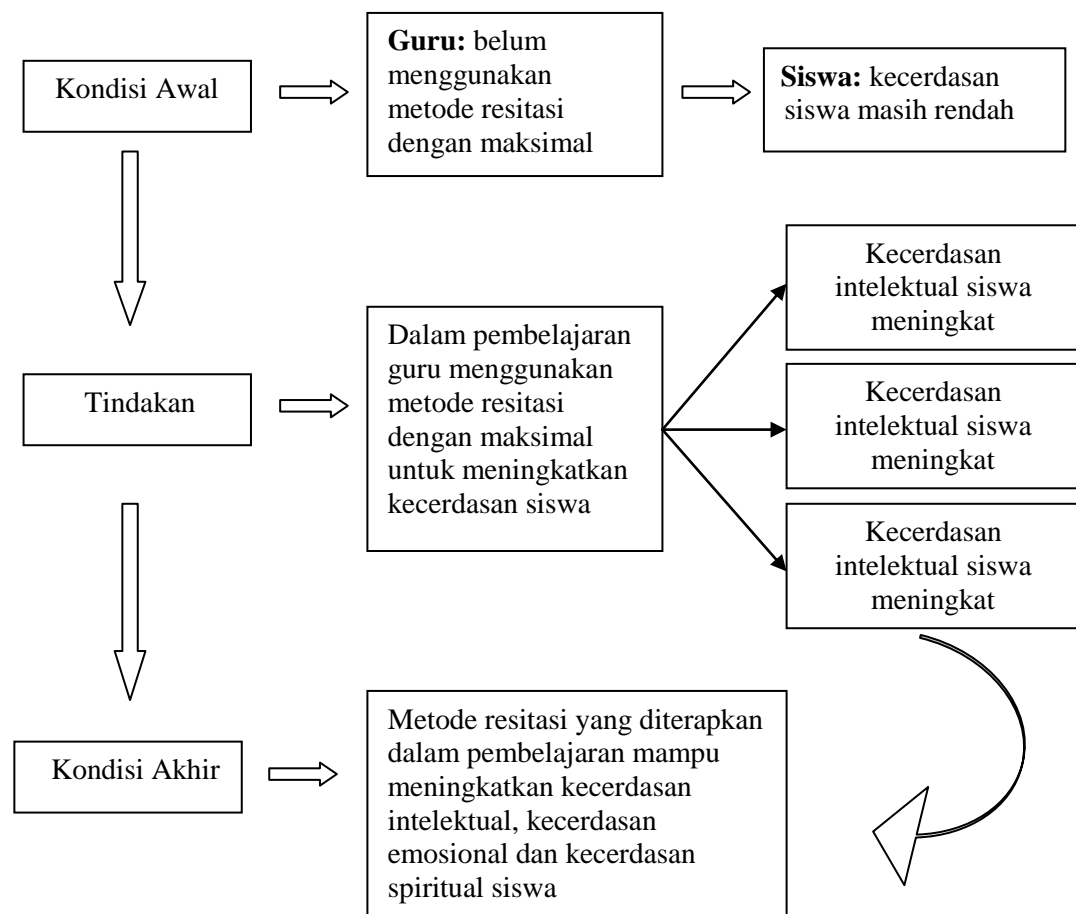 Kondisi Awal
Guru: belum
menggunakan
metode resitasi
dengan maksimal
Siswa: kecerdasan
siswa masih rendah
Tindakan
Dalam pembelajaran
guru menggunakan
metode resitasi
dengan maksimal
untuk meningkatkan
kecerdasan siswa
Kecerdasan
intelektual siswa
meningkat
Kecerdasan
intelektual siswa
meningkat
Kecerdasan
intelektual siswa
meningkat
Kondisi Akhir
Metode resitasi yang diterapkan
dalam pembelajaran mampu
meningkatkan kecerdasan
intelektual, kecerdasan
emosional dan kecerdasan
spiritual siswa